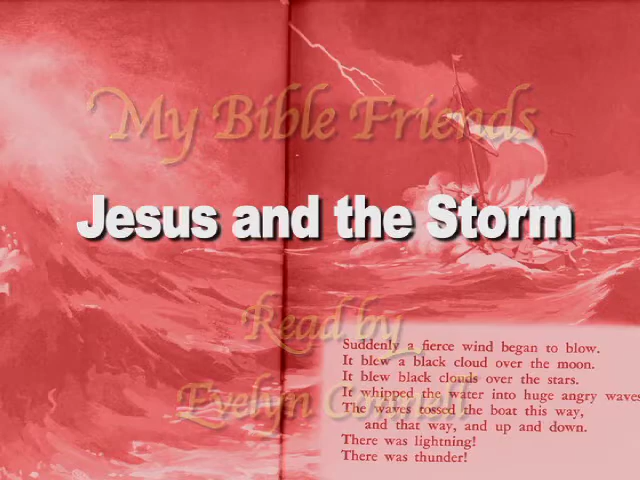 My Bible Friends
Jesus and the Storm
Read by
Evelyn Connell
Suddenly a fierce wind began to blow.
It blew a black cloud over the moon.
It blew black clouds over the stars.
It whipped the water into huge angry waves
The waves tossed the boat this way,
and that way, and up and down.
There was lightning!
There was thunder!